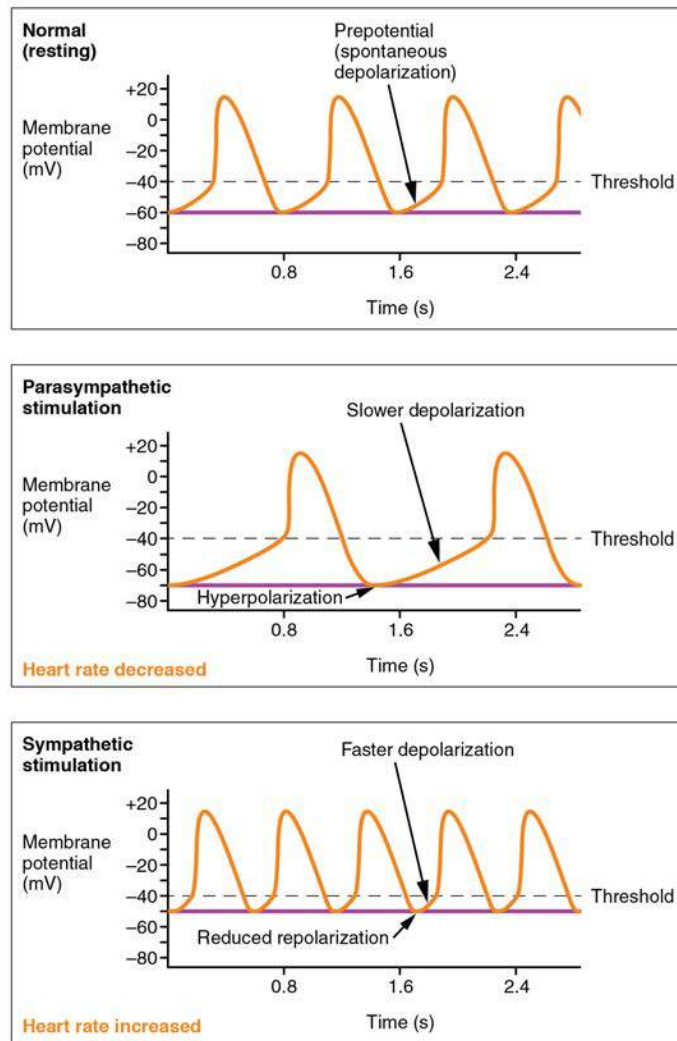 Normal
(resting)
Prepotential
(spontaneous
depolarization)
Membrane
potential
(mV)
+20
0
–20
–40
–60
–80
Threshold
0.8
1.6
2.4
Time (s)
Parasympathetic
stimulation
Slower depolarization
Membrane
potential
(mV)
+20
0
–20
–40
–60
–80
Threshold
Hyperpolarization
0.8
1.6
2.4
Heart rate decreased
Time (s)
Sympathetic
stimulation
Faster depolarization
Membrane
potential
(mV)
+20
0
–20
–40
–60
–80
Threshold
Reduced repolarization
0.8
1.6
2.4
Heart rate increased
Time (s)